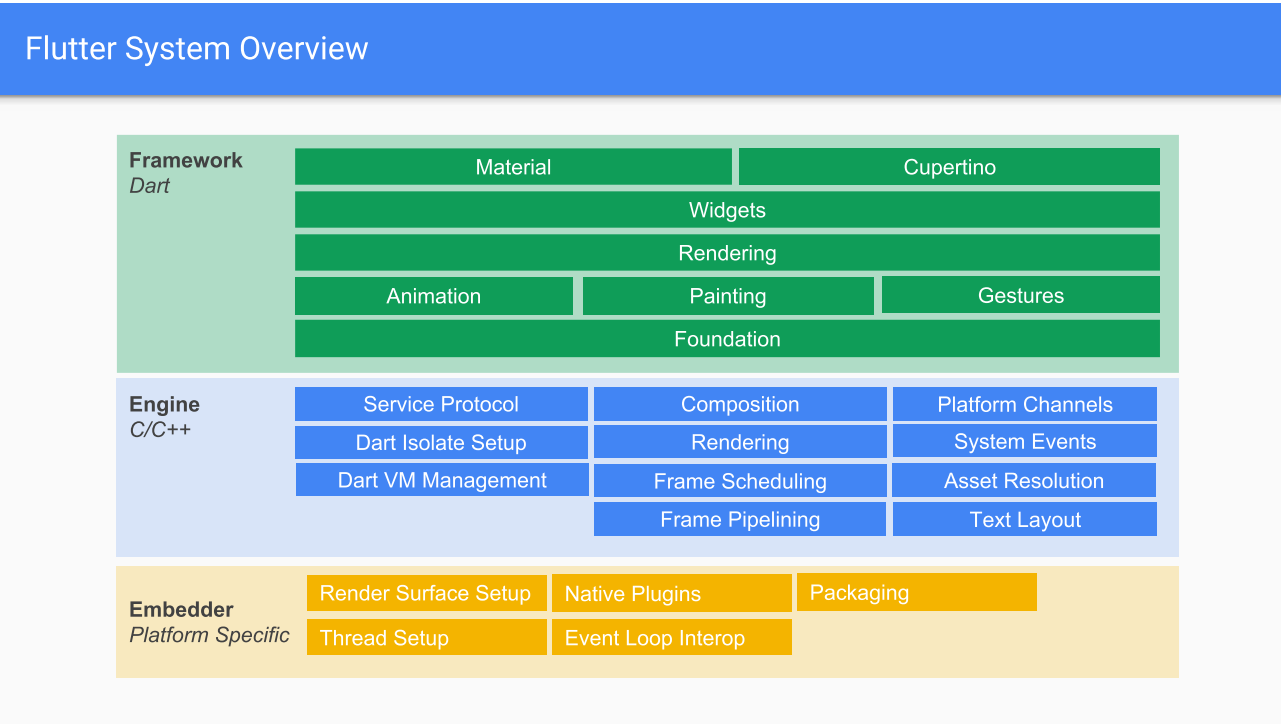 Flutter System Overview
Framework
Dart
Material
Cupertino
Widgets
Rendering
Animation
Painting
Gestures
Foundation
Engine
C/C++
Service Protocol
Composition
Platform Channels
Dart Isolate Setup
Rendering
System Events
Dart VM Management
Frame Scheduling
Asset Resolution
Frame Pipelining
Text Layout
Embedder
Platform Specific
Render Surface Setup
Native Plugins
Packaging
Thread Setup
Event Loop Interop